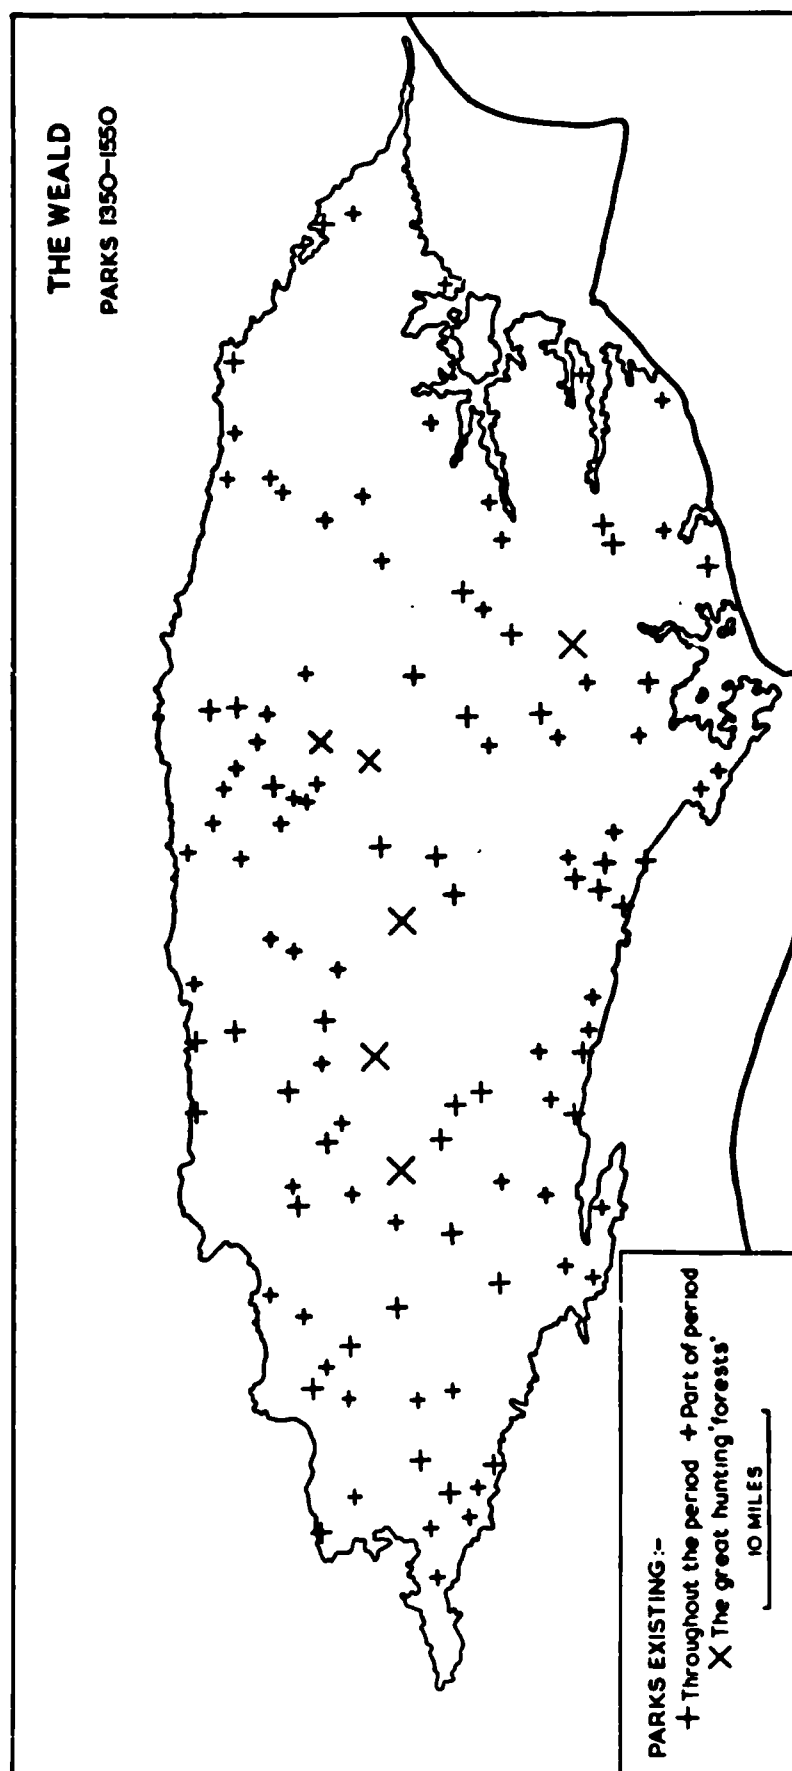 THE WEALD
PARKS 1350-1550
PARKS EXISTING:-
+ Throughout the period + Part of period
× The great hunting 'forests'
10 MILES